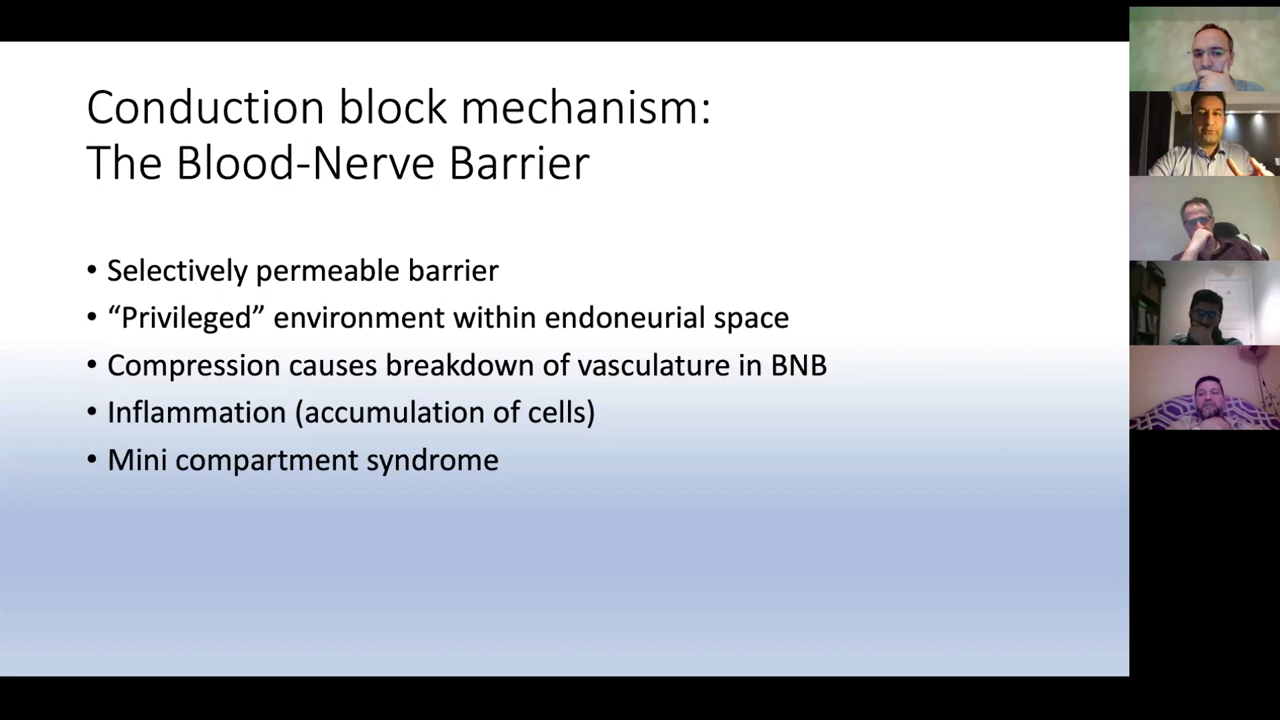 Conduction block mechanism:
The Blood-Nerve Barrier
• Selectively permeable barrier
• “Privileged” environment within endoneurial space
• Compression causes breakdown of vasculature in BNB
• Inflammation (accumulation of cells)
• Mini compartment syndrome